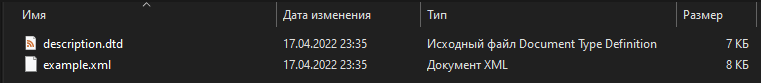 Имя Дата изменения Тип Размер
description.dtd 17.04.2022 23:35 Исходный файл Document Type Definition 7 КБ
example.xml 17.04.2022 23:35 Документ XML 8 КБ